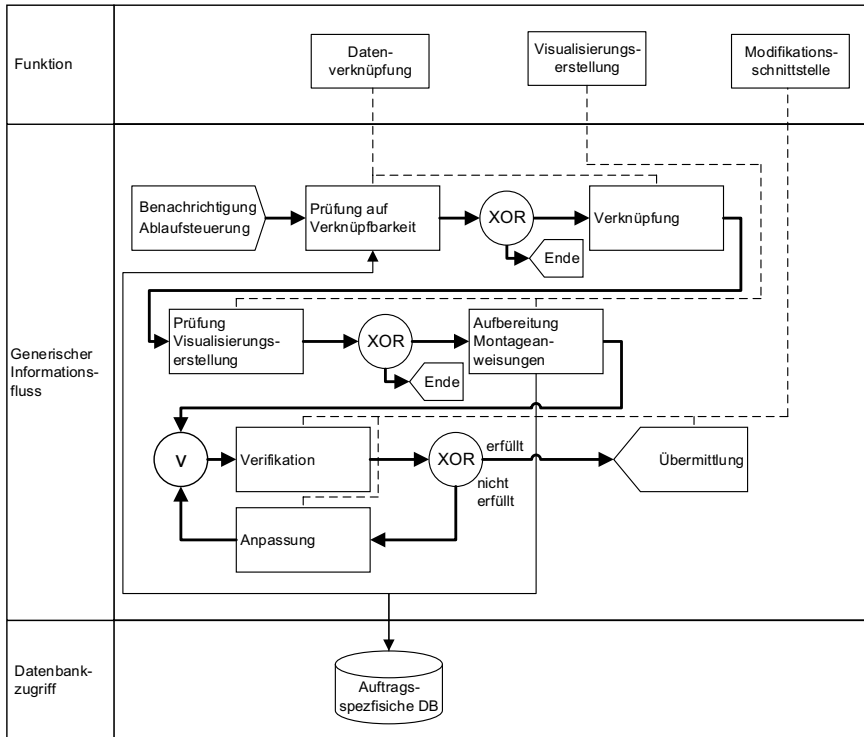 Funktion
Daten-
verknüpfung
Visualisierungs-
erstellung
Modifikations-
schnittstelle
Generischer
Informations-
fluss
Benachrichtigung
Ablaufsteuerung
Prüfung auf
Verknüpfbarkeit
XOR
Ende
Verknüpfung
Prüfung
Visualisierungs-
erstellung
XOR
Ende
Aufbereitung
Montagean-
weisungen
v
Verifikation
XOR
erfüllt
nicht
erfüllt
Übermittlung
Anpassung
Datenbank-
zugriff
Auftrags-
spezfisiche DB